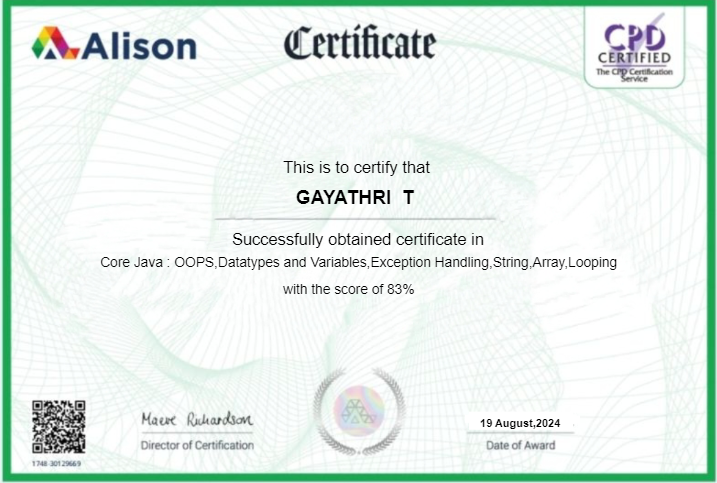 Alison
Certificate
CPD
CERTIFIED
The CPD Certification
Service
This is to certify that
GAYATHRI T
Successfully obtained certificate in
Core Java : OOPS,Datatypes and Variables,Exception Handling,String,Array,Looping
with the score of 83%
Maeve Richardson
Director of Certification
19 August,2024
Date of Award